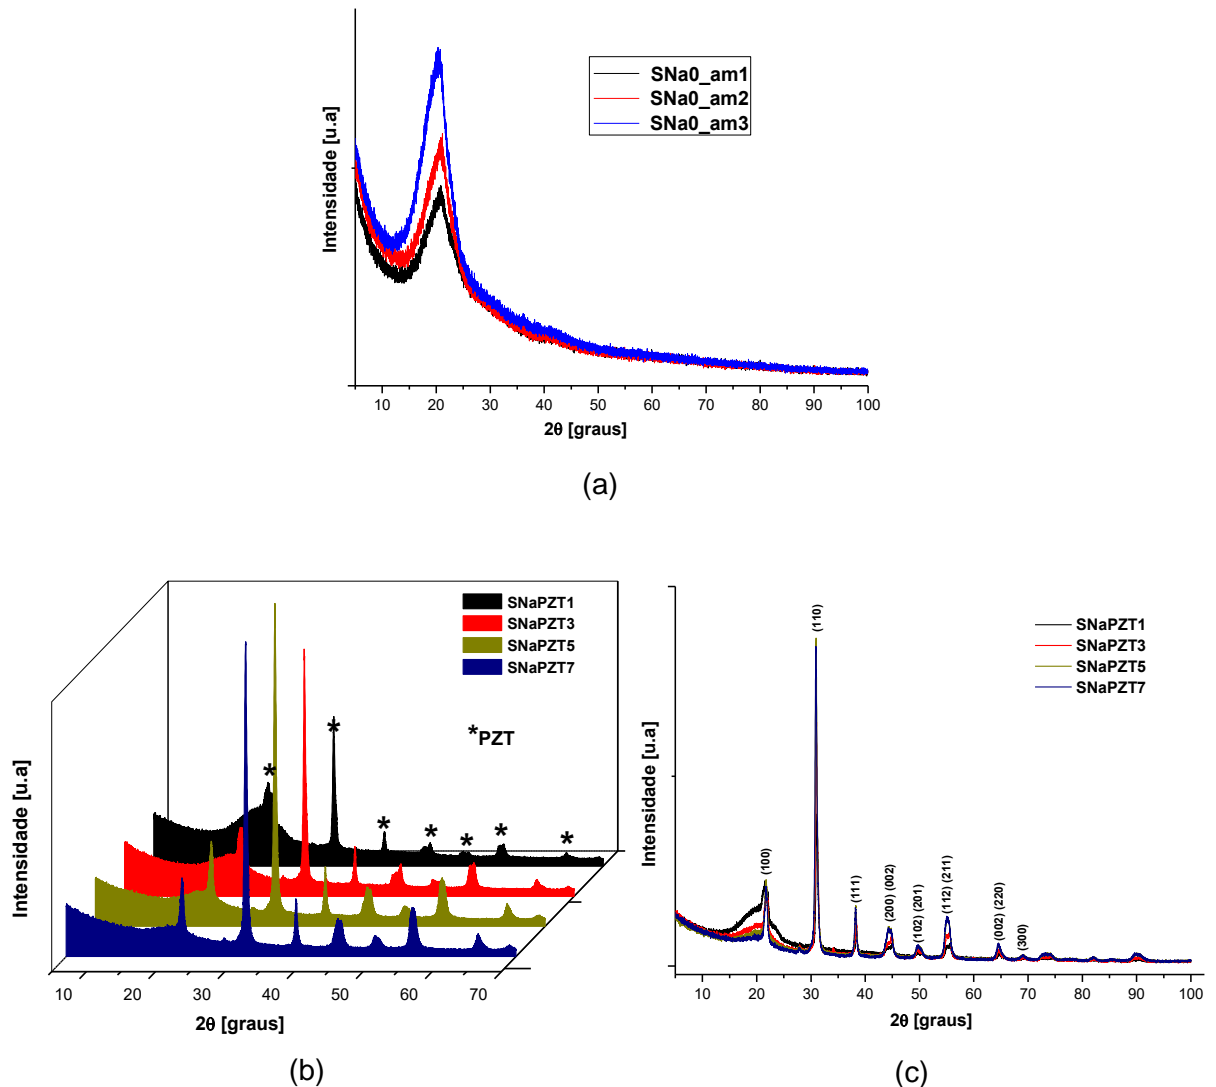 SNa0_am1
SNa0_am2
SNa0_am3
Intensidade [u.a]
10 20 30 40 50 60 70 80 90 100
2θ [graus]
(a)
SNaPZT1
SNaPZT3
SNaPZT5
SNaPZT7
*PZT
* * * * * * *
Intensidade [u.a]
10 20 30 40 50 60 70
2θ [graus]
(b)
SNaPZT1
SNaPZT3
SNaPZT5
SNaPZT7
(100)
(110)
(111)
(200) (002)
(102) (201)
(112) (211)
(002) (220)
(300)
Intensidade [u.a]
10 20 30 40 50 60 70 80 90 100
2θ [graus]
(c)